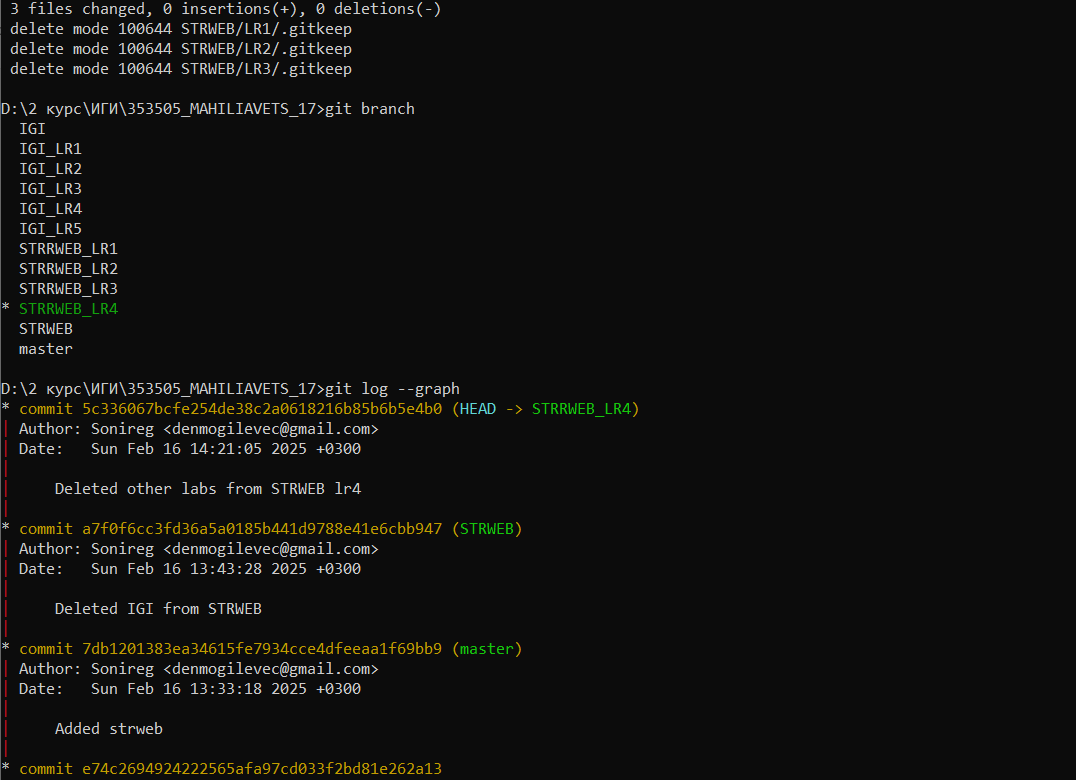 3 files changed, 0 insertions(+), 0 deletions(-)
delete mode 100644 STRWEB/LR1/.gitkeep
delete mode 100644 STRWEB/LR2/.gitkeep
delete mode 100644 STRWEB/LR3/.gitkeep
D:\2 курс\ИГИ\353505_MAHILIAVETS_17>git branch
IGI
IGI_LR1
IGI_LR2
IGI_LR3
IGI_LR4
IGI_LR5
STRRWEB_LR1
STRRWEB_LR2
STRRWEB_LR3
* STRRWEB_LR4
STRWEB
master
D:\2 курс\ИГИ\353505_MAHILIAVETS_17>git log --graph
* commit 5c336067bcfe254de38c2a0618216b85b6b5e4b0 (HEAD -> STRRWEB_LR4)
| Author: Sonireg <denmogilevec@gmail.com>
| Date:   Sun Feb 16 14:21:05 2025 +0300
|
|     Deleted other labs from STRWEB lr4
|
* commit a7f0f6cc3fd36a5a0185b441d9788e41e6cbb947 (STRWEB)
| Author: Sonireg <denmogilevec@gmail.com>
| Date:   Sun Feb 16 13:43:28 2025 +0300
|
|     Deleted IGI from STRWEB
|
* commit 7db1201383ea34615fe7934cce4dfeeaa1f69bb9 (master)
| Author: Sonireg <denmogilevec@gmail.com>
| Date:   Sun Feb 16 13:33:18 2025 +0300
|
|     Added strweb
|
* commit e74c2694924222565afa97cd033f2bd81e262a13